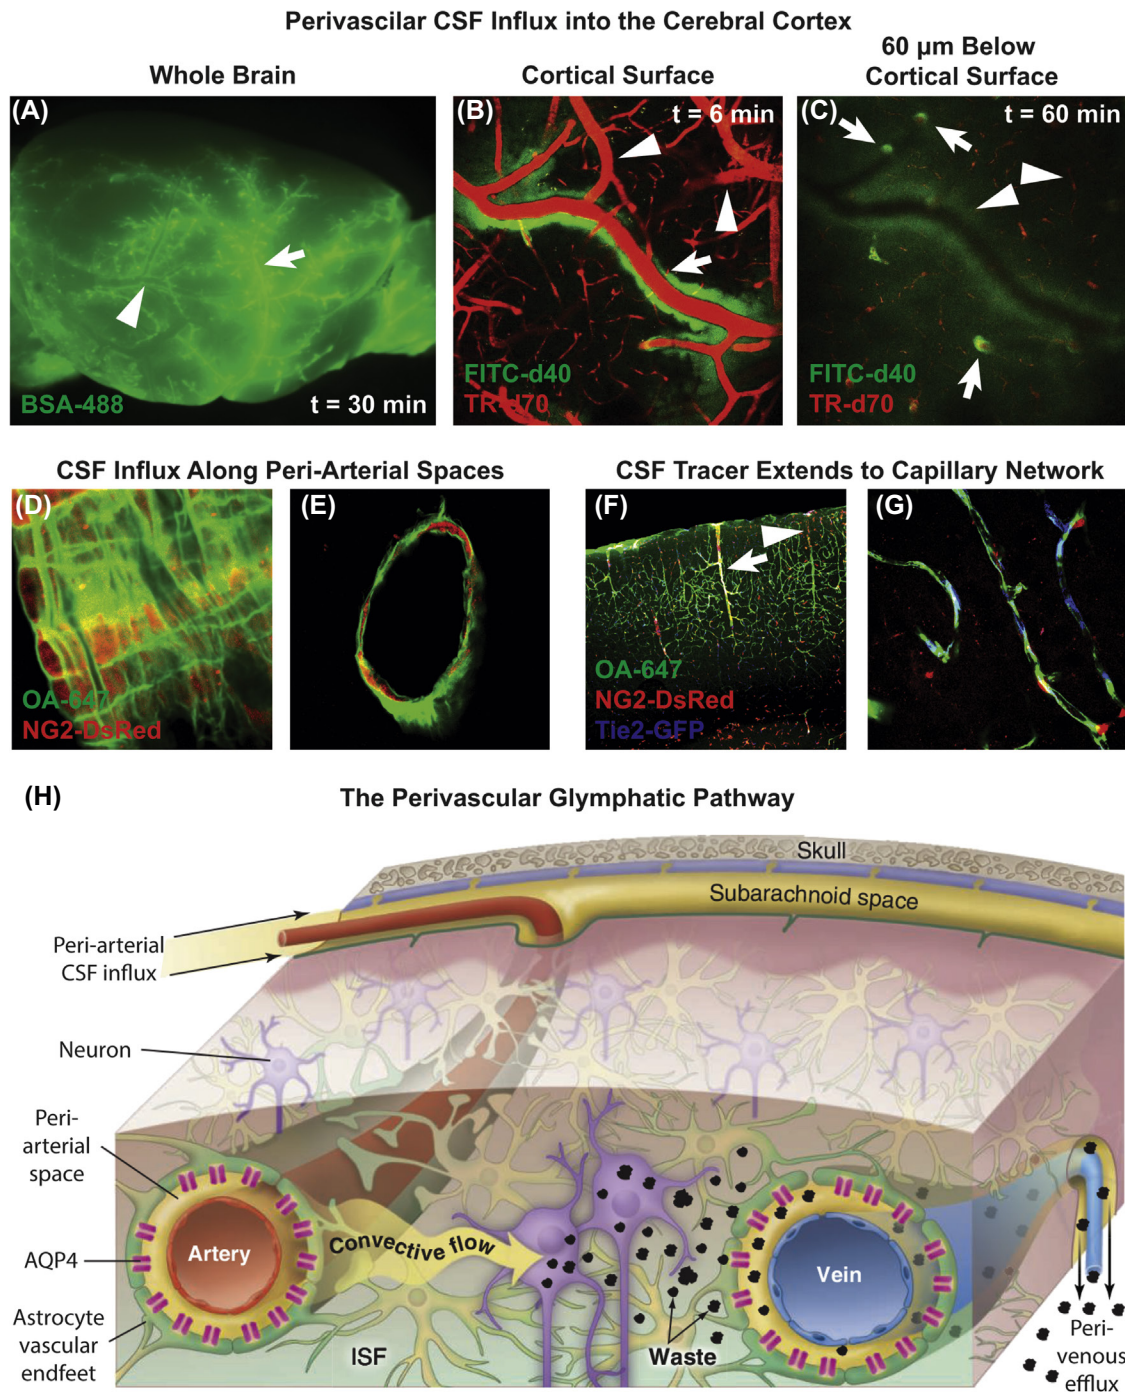 Perivascilar CSF Influx into the Cerebral Cortex
Whole Brain
Cortical Surface
60 µm Below
Cortical Surface
(A)
BSA-488
t = 30 min
(B)
t = 6 min
FITC-d40
TR-d70
(C)
t = 60 min
FITC-d40
TR-d70
CSF Influx Along Peri-Arterial Spaces
CSF Tracer Extends to Capillary Network
(D)
OA-647
NG2-DsRed
(E)
(F)
OA-647
NG2-DsRed
Tie2-GFP
(G)
(H)
The Perivascular Glymphatic Pathway
Skull
Subarachnoid space
Peri-arterial
CSF influx
Neuron
Peri-
arterial
space
AQP4
Astrocyte
vascular
endfeet
Artery
Convective flow
ISF
Waste
Vein
Peri-
venous
efflux